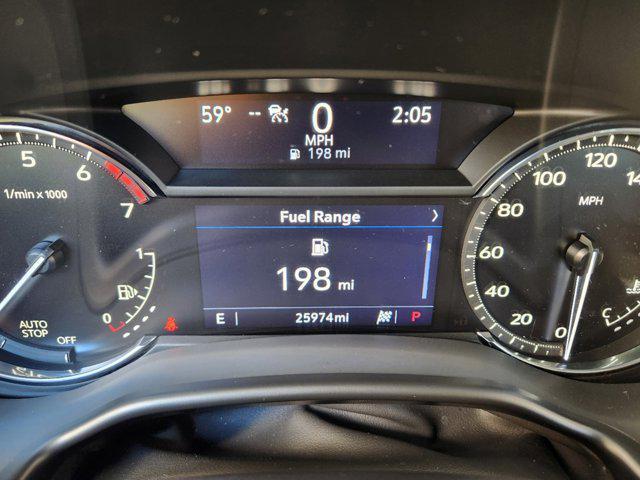 59° -- 0 2:05
MPH
198 mi
Fuel Range
198 mi
E 25974mi P
5 6 7
1/min x 1000
1
0
AUTO
STOP
OFF
0 20 40 60 80 100 120
MPH
C